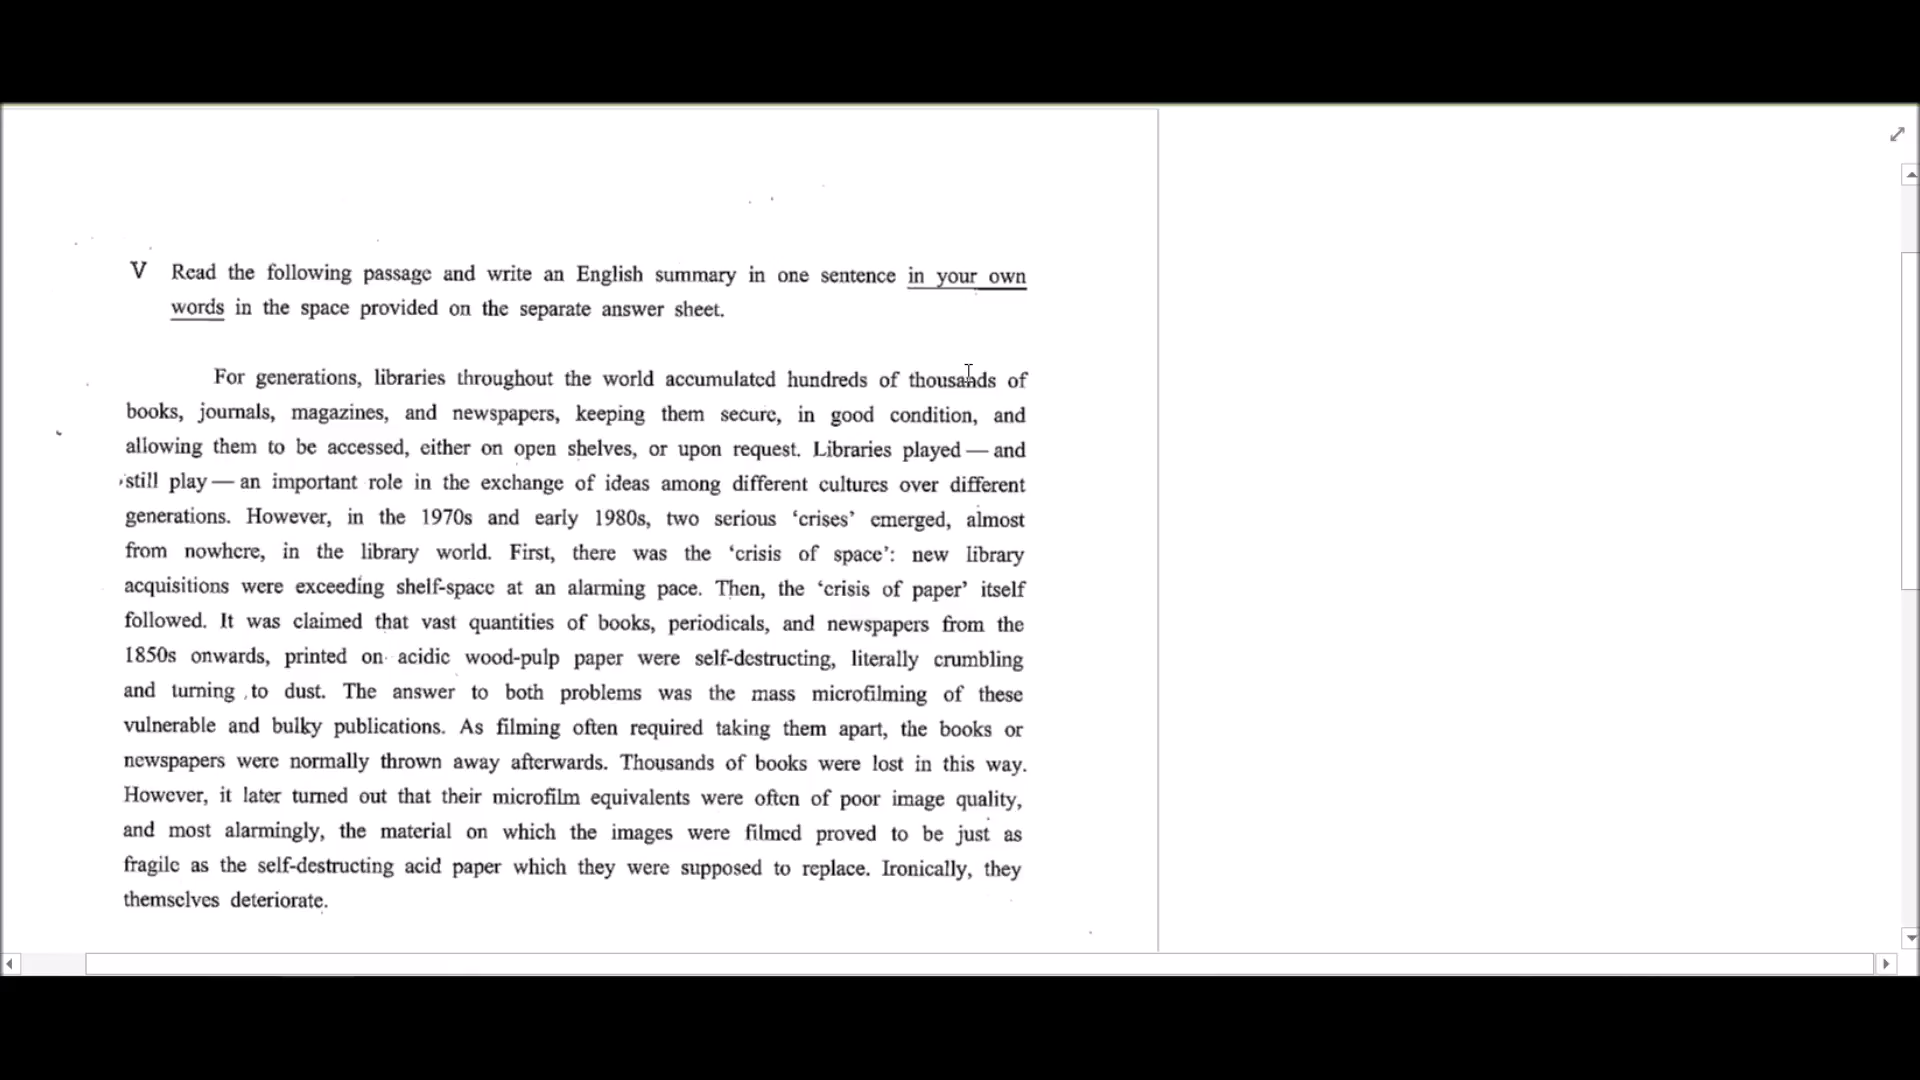 V Read the following passage and write an English summary in one sentence in your own
words in the space provided on the separate answer sheet.
For generations, libraries throughout the world accumulated hundreds of thousands of
books, journals, magazines, and newspapers, keeping them secure, in good condition, and
allowing them to be accessed, either on open shelves, or upon request. Libraries played — and
still play — an important role in the exchange of ideas among different cultures over different
generations. However, in the 1970s and early 1980s, two serious ‘crises’ emerged, almost
from nowhere, in the library world. First, there was the ‘crisis of space’: new library
acquisitions were exceeding shelf-space at an alarming pace. Then, the ‘crisis of paper’ itself
followed. It was claimed that vast quantities of books, periodicals, and newspapers from the
1850s onwards, printed on acidic wood-pulp paper were self-destructing, literally crumbling
and turning to dust. The answer to both problems was the mass microfilming of these
vulnerable and bulky publications. As filming often required taking them apart, the books or
newspapers were normally thrown away afterwards. Thousands of books were lost in this way.
However, it later turned out that their microfilm equivalents were often of poor image quality,
and most alarmingly, the material on which the images were filmed proved to be just as
fragile as the self-destructing acid paper which they were supposed to replace. Ironically, they
themselves deteriorate.